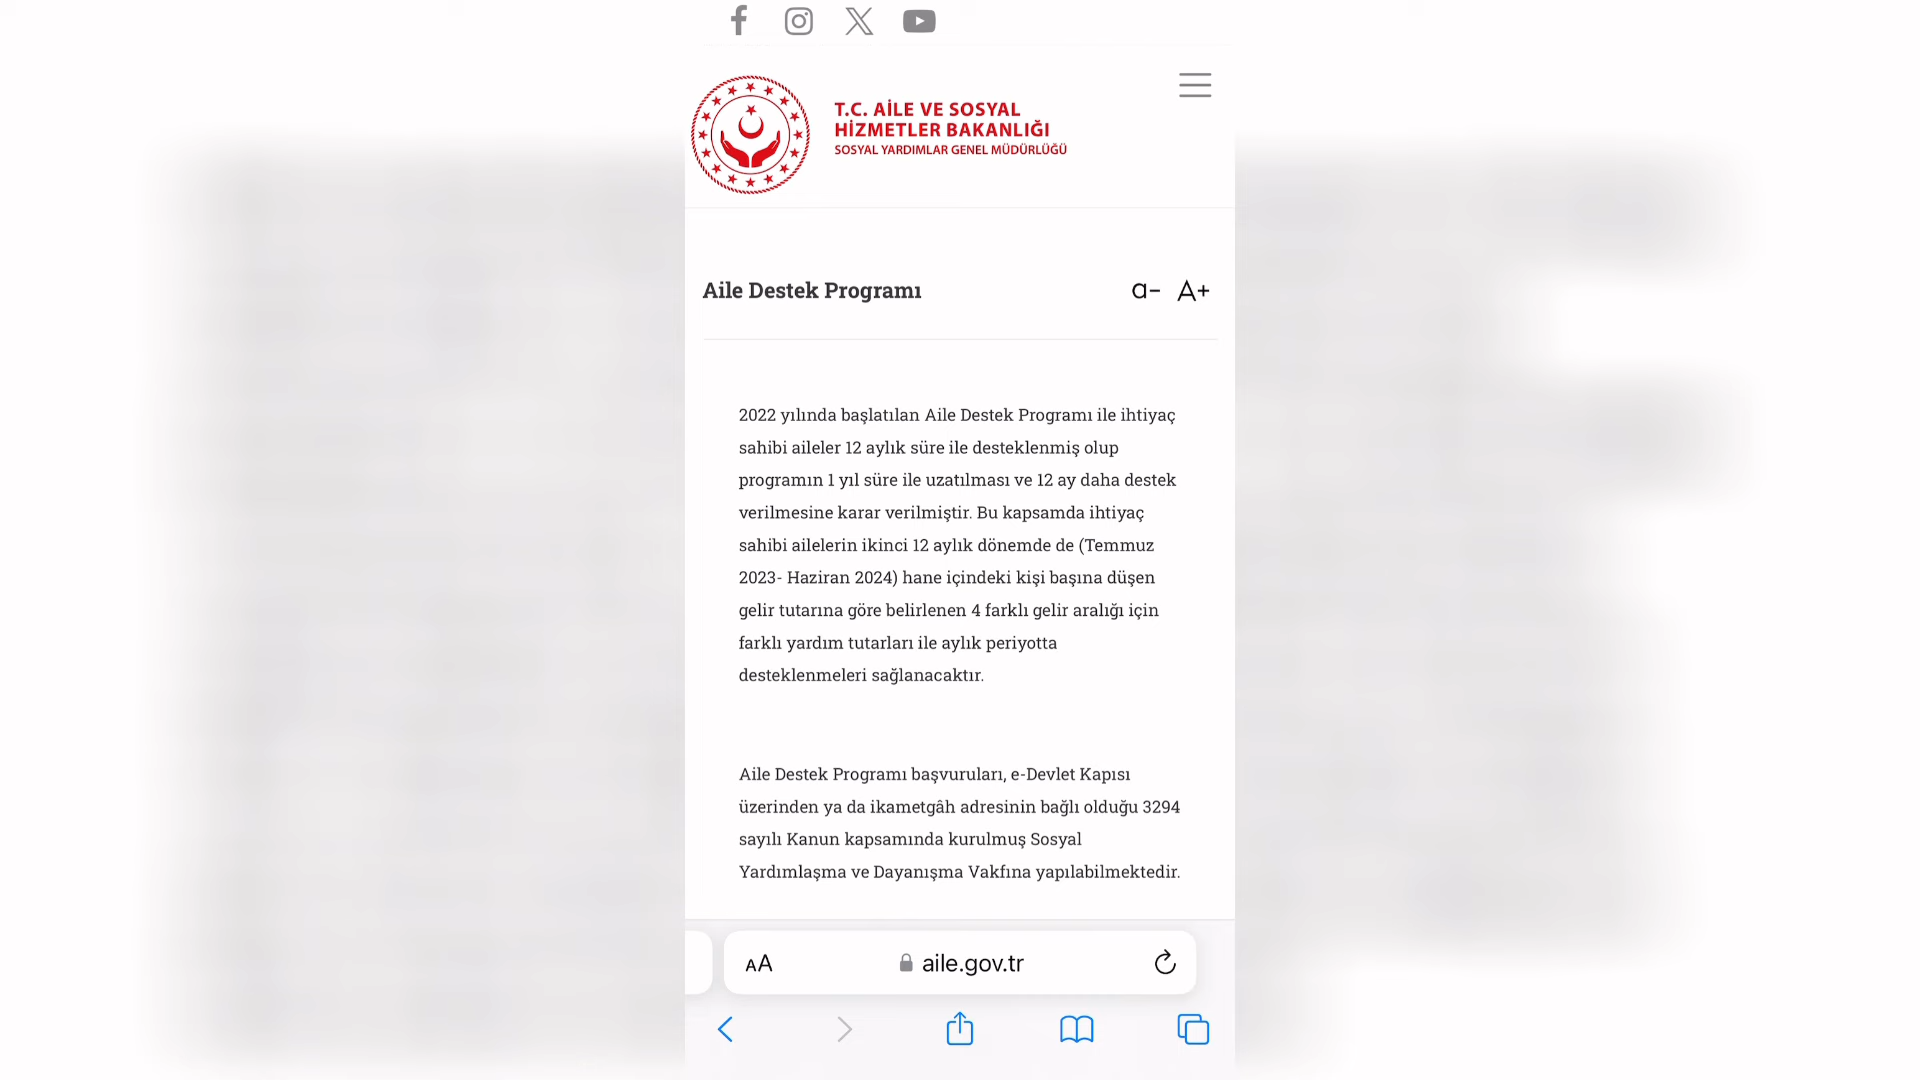 T.C. AİLE VE SOSYAL
HİZMETLER BAKANLIĞI
SOSYAL YARDIMLAR GENEL MÜDÜRLÜĞÜ
Aile Destek Programı
a- A+
2022 yılında başlatılan Aile Destek Programı ile ihtiyaç
sahibi aileler 12 aylık süre ile desteklenmiş olup
programın 1 yıl süre ile uzatılması ve 12 ay daha destek
verilmesine karar verilmiştir. Bu kapsamda ihtiyaç
sahibi ailelerin ikinci 12 aylık dönemde de (Temmuz
2023- Haziran 2024) hane içindeki kişi başına düşen
gelir tutarına göre belirlenen 4 farklı gelir aralığı için
farklı yardım tutarları ile aylık periyotta
desteklenmeleri sağlanacaktır.
Aile Destek Programı başvuruları, e-Devlet Kapısı
üzerinden ya da ikametgâh adresinin bağlı olduğu 3294
sayılı Kanun kapsamında kurulmuş Sosyal
Yardımlaşma ve Dayanışma Vakfına yapılabilmektedir.
AA aile.gov.tr